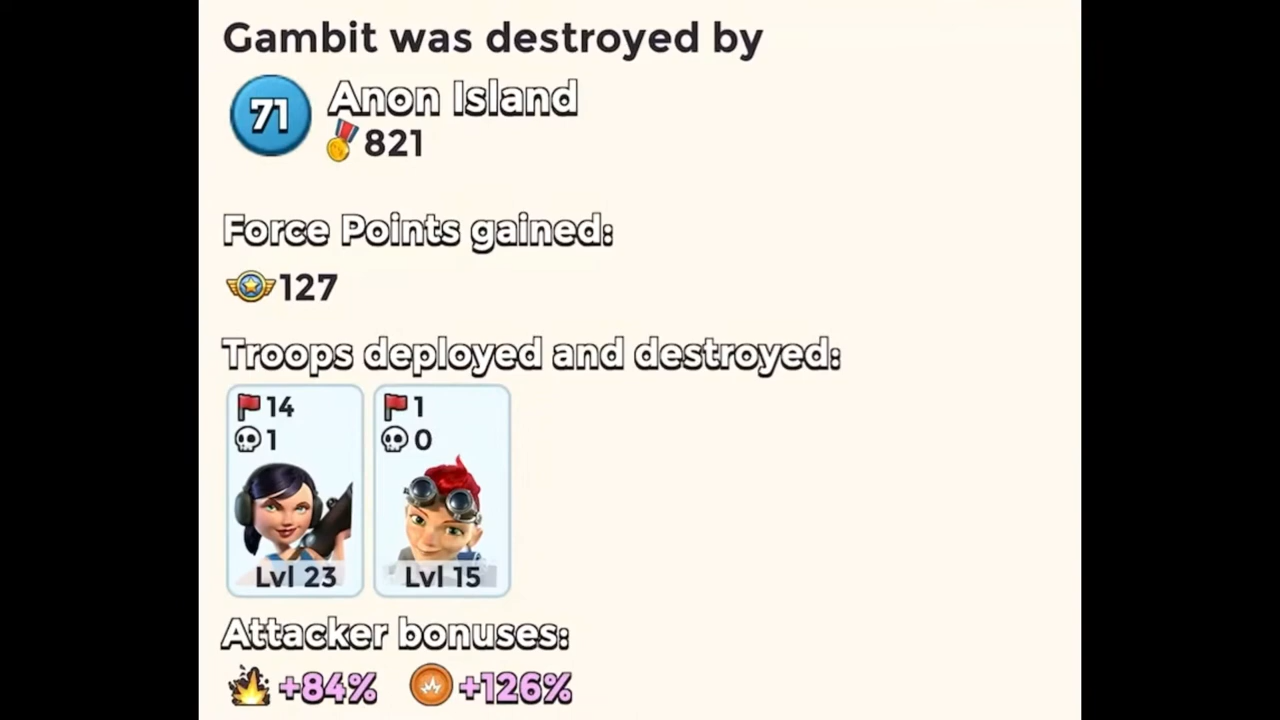 Gambit was destroyed by
71 Anon Island
821
Force Points gained:
127
Troops deployed and destroyed:
14 1
1 0
Lvl 23 Lvl 15
Attacker bonuses:
+84% +126%